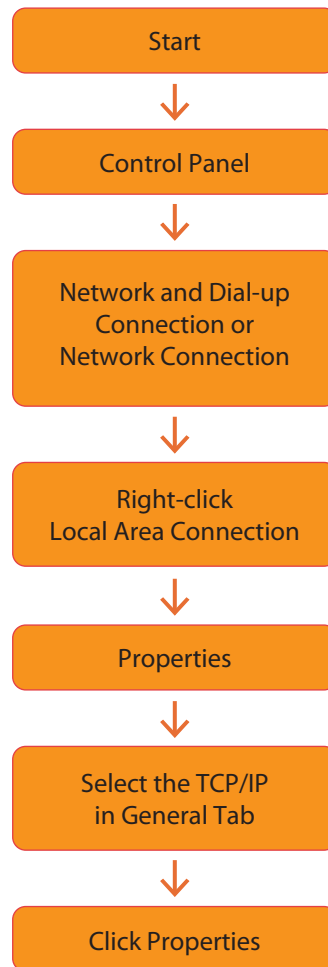 Start
Control Panel
Network and Dial-up
Connection or
Network Connection
Right-click
Local Area Connection
Properties
Select the TCP/IP
in General Tab
Click Properties